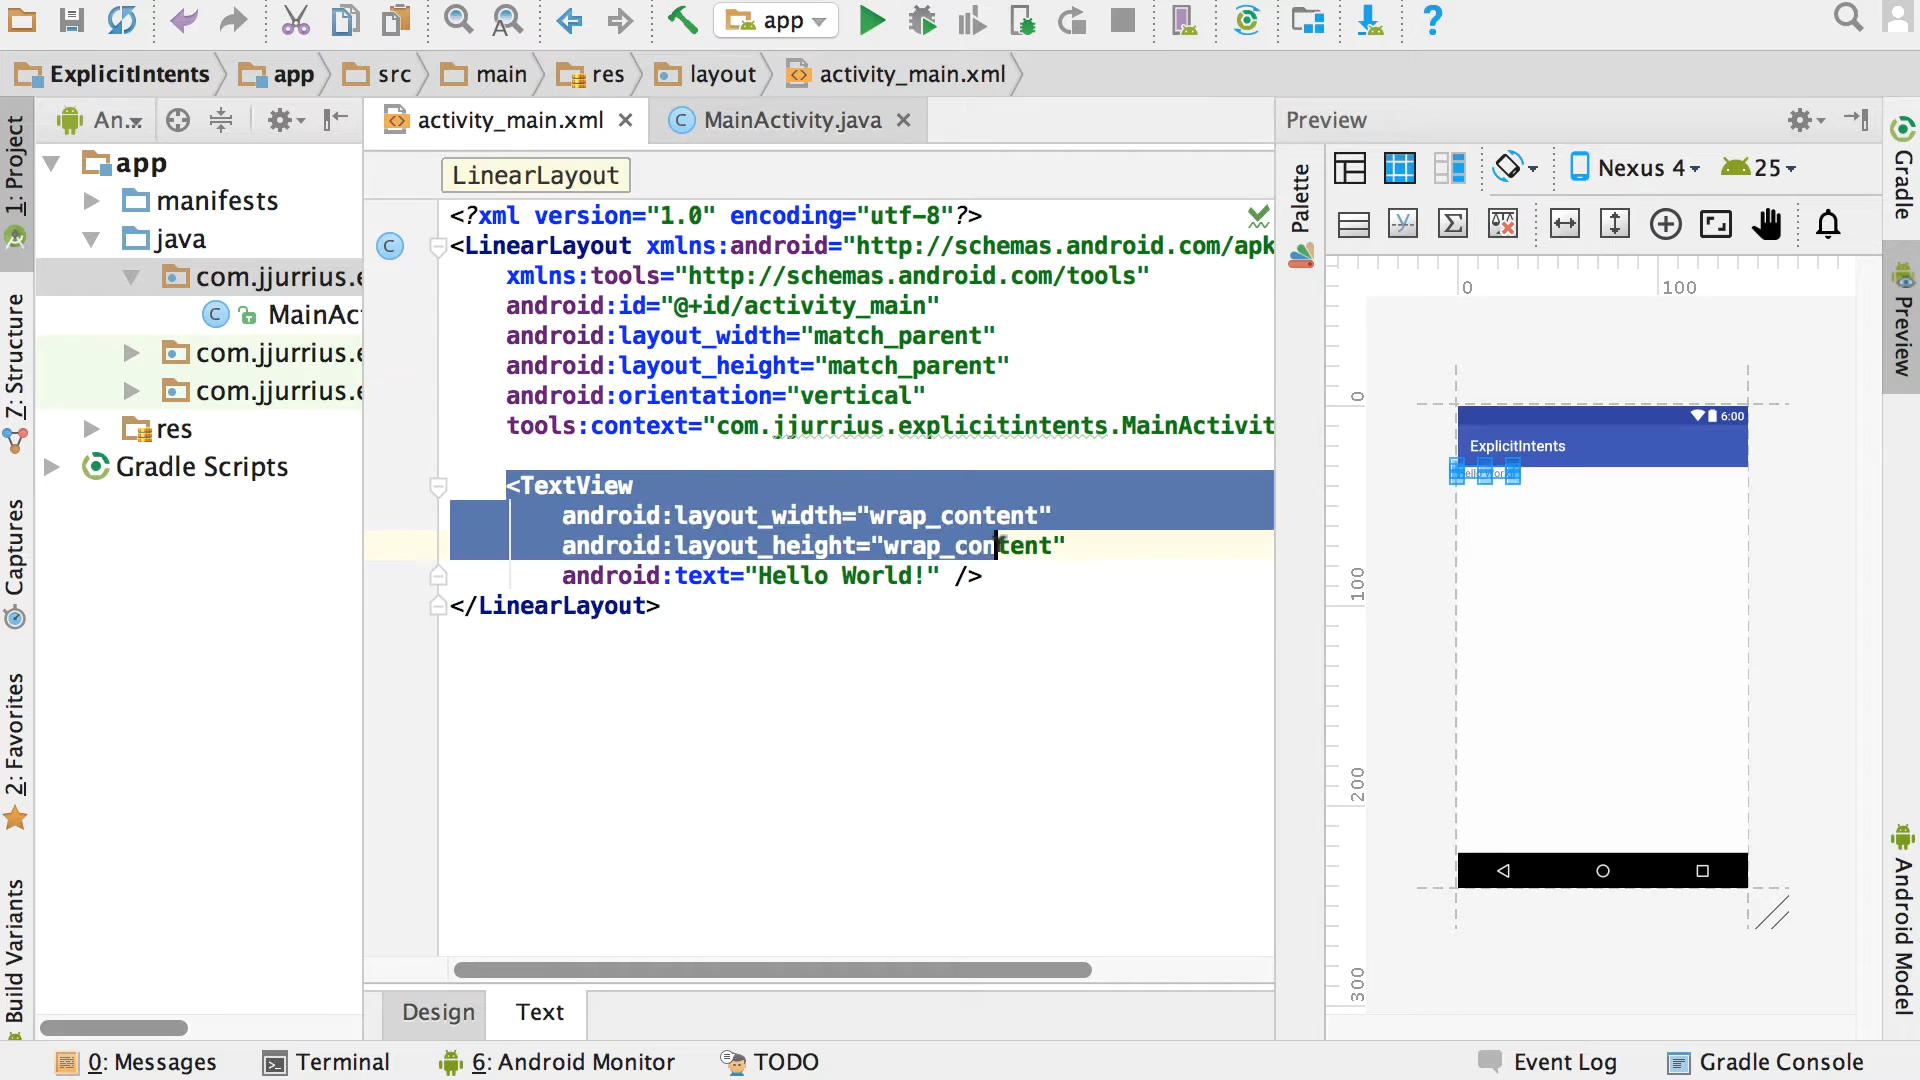 app
ExplicitIntents
app
src
main
res
layout
activity_main.xml
1: Project
Z: Structure
Captures
2: Favorites
Build Variants
An..
app
manifests
java
com.jjurrius.e
MainAc
com.jjurrius.e
com.jjurrius.e
res
Gradle Scripts
activity_main.xml
MainActivity.java
LinearLayout
<?xml version="1.0" encoding="utf-8"?>
<LinearLayout xmlns:android="http://schemas.android.com/apk
xmlns:tools="http://schemas.android.com/tools"
android:id="@+id/activity_main"
android:layout_width="match_parent"
android:layout_height="match_parent"
android:orientation="vertical"
tools:context="com.jjurrius.explicitintents.MainActivit
<TextView
android:layout_width="wrap_content"
android:layout_height="wrap_content"
android:text="Hello World!" />
</LinearLayout>
Design
Text
Preview
Palette
Nexus 4
25
0
100
0
100
200
300
6:00
ExplicitIntents
Gradle
Preview
Android Model
0: Messages
Terminal
6: Android Monitor
TODO
Event Log
Gradle Console